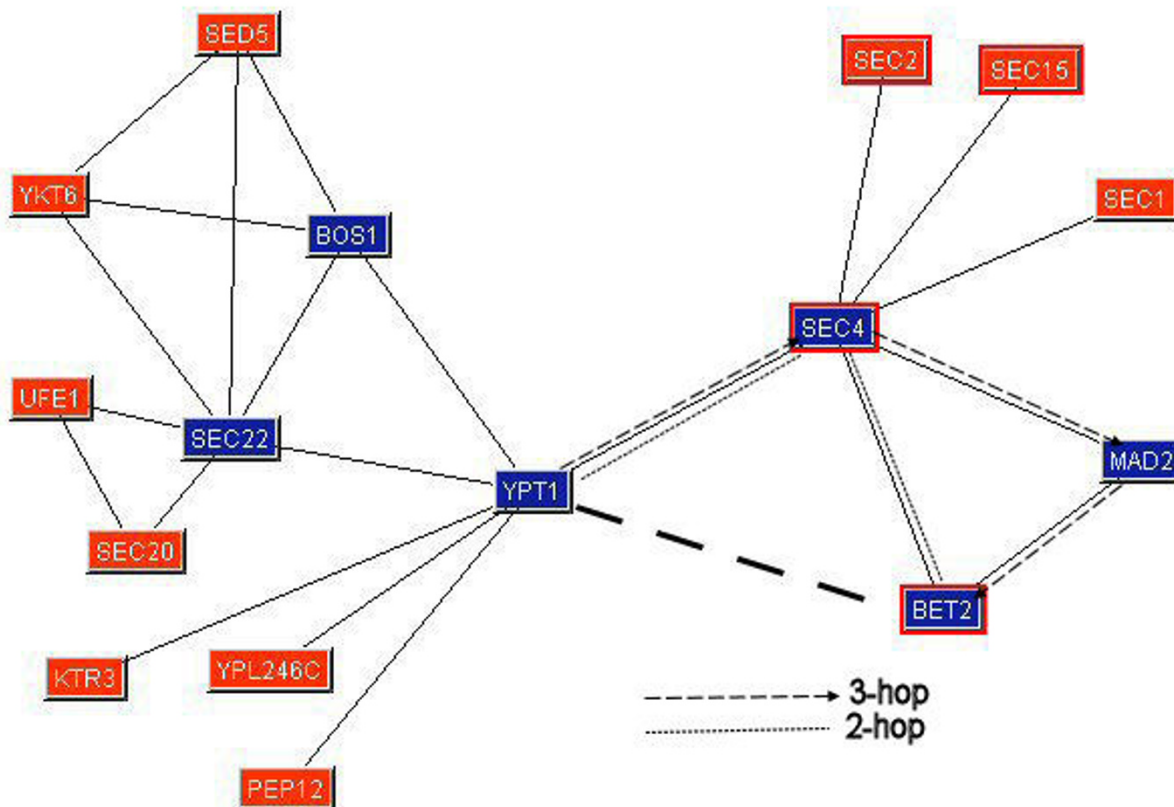 SED5
SEC2
SEC15
YKT6
SEC1
BOS1
SEC4
UFE1
SEC22
MAD2
YPT1
SEC20
BET2
KTR3
YPL246C
3-hop
2-hop
PEP12